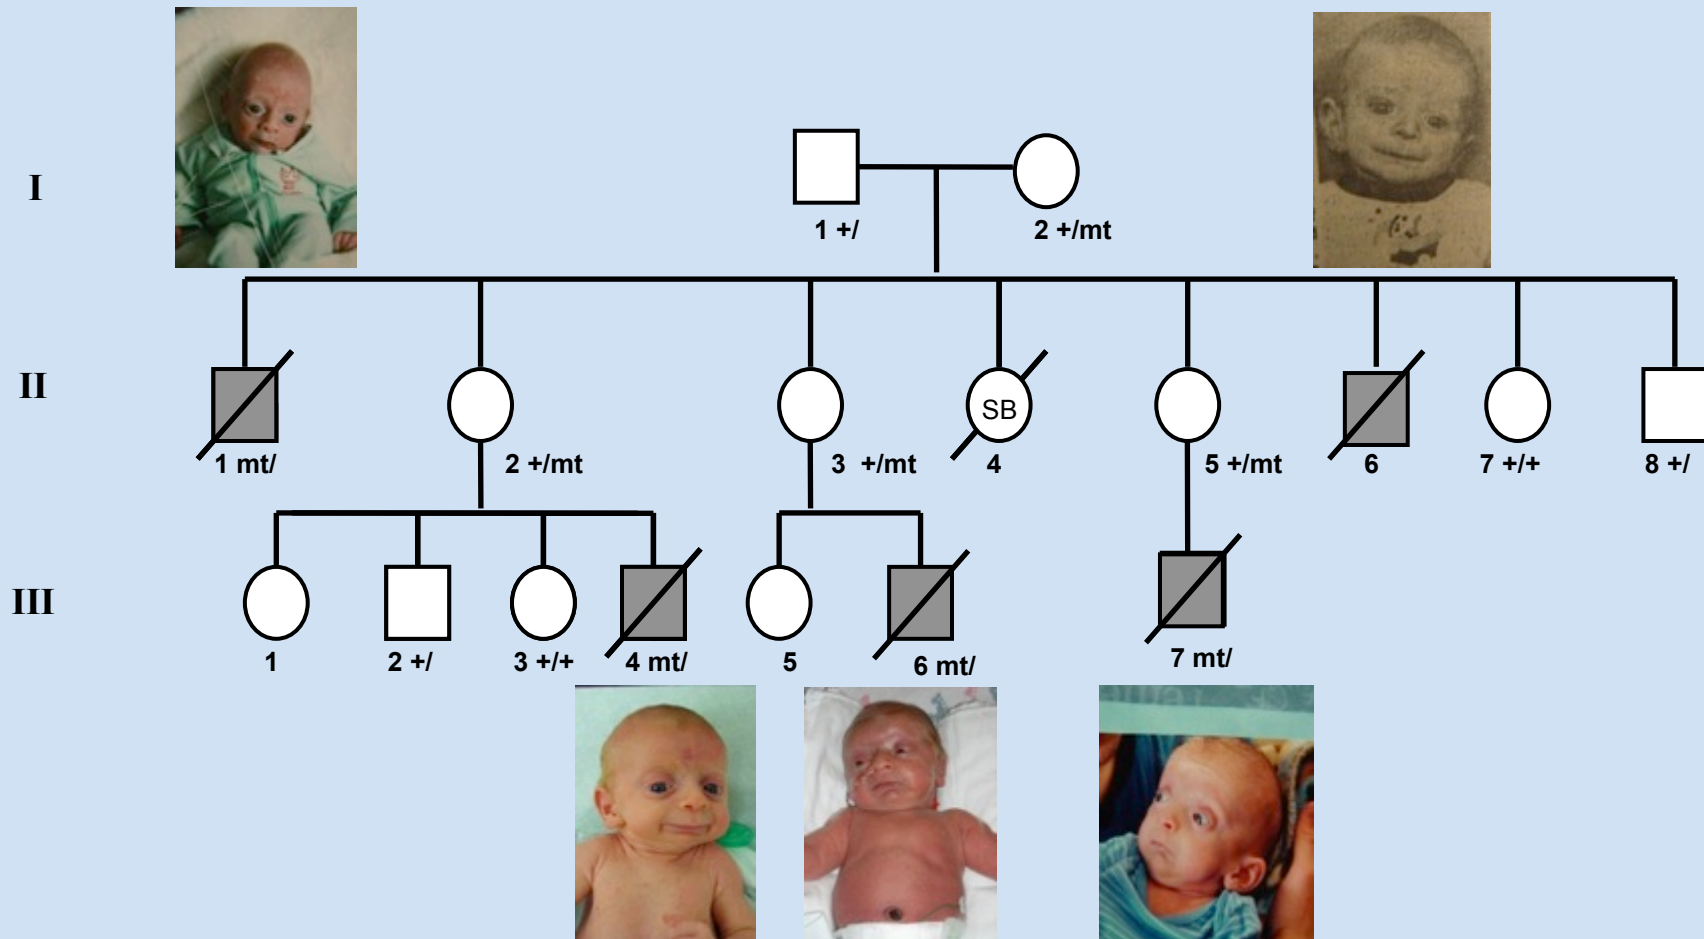 I
1 +/
2 +/mt
II
SB
1 mt/
2 +/mt
3 +/mt
4
5 +/mt
6
7 +/+
8 +/
III
1
2 +/
3 +/+
4 mt/
5
6 mt/
7 mt/